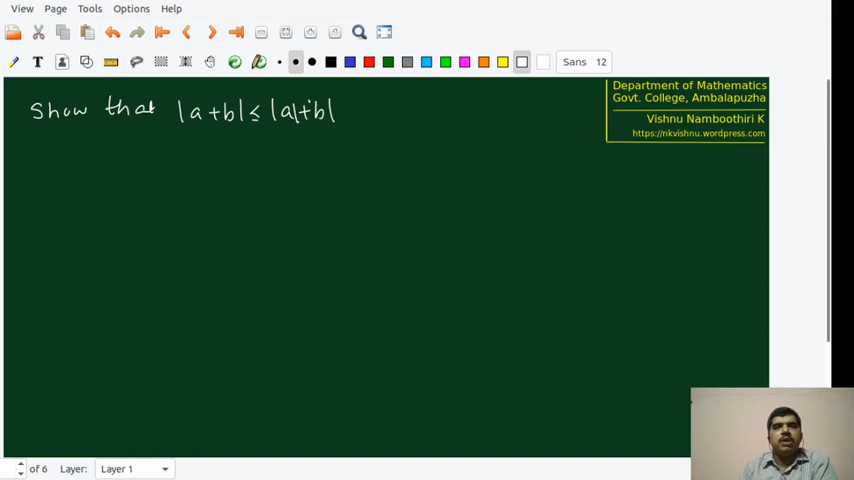 View Page Tools Options Help
Sans 12
Department of Mathematics
Govt. College, Ambalapuzha
Vishnu Namboothiri K
https://nkvishnu.wordpress.com
Show that |a+b| ≤ |a|+|b|
of 6 Layer: Layer 1